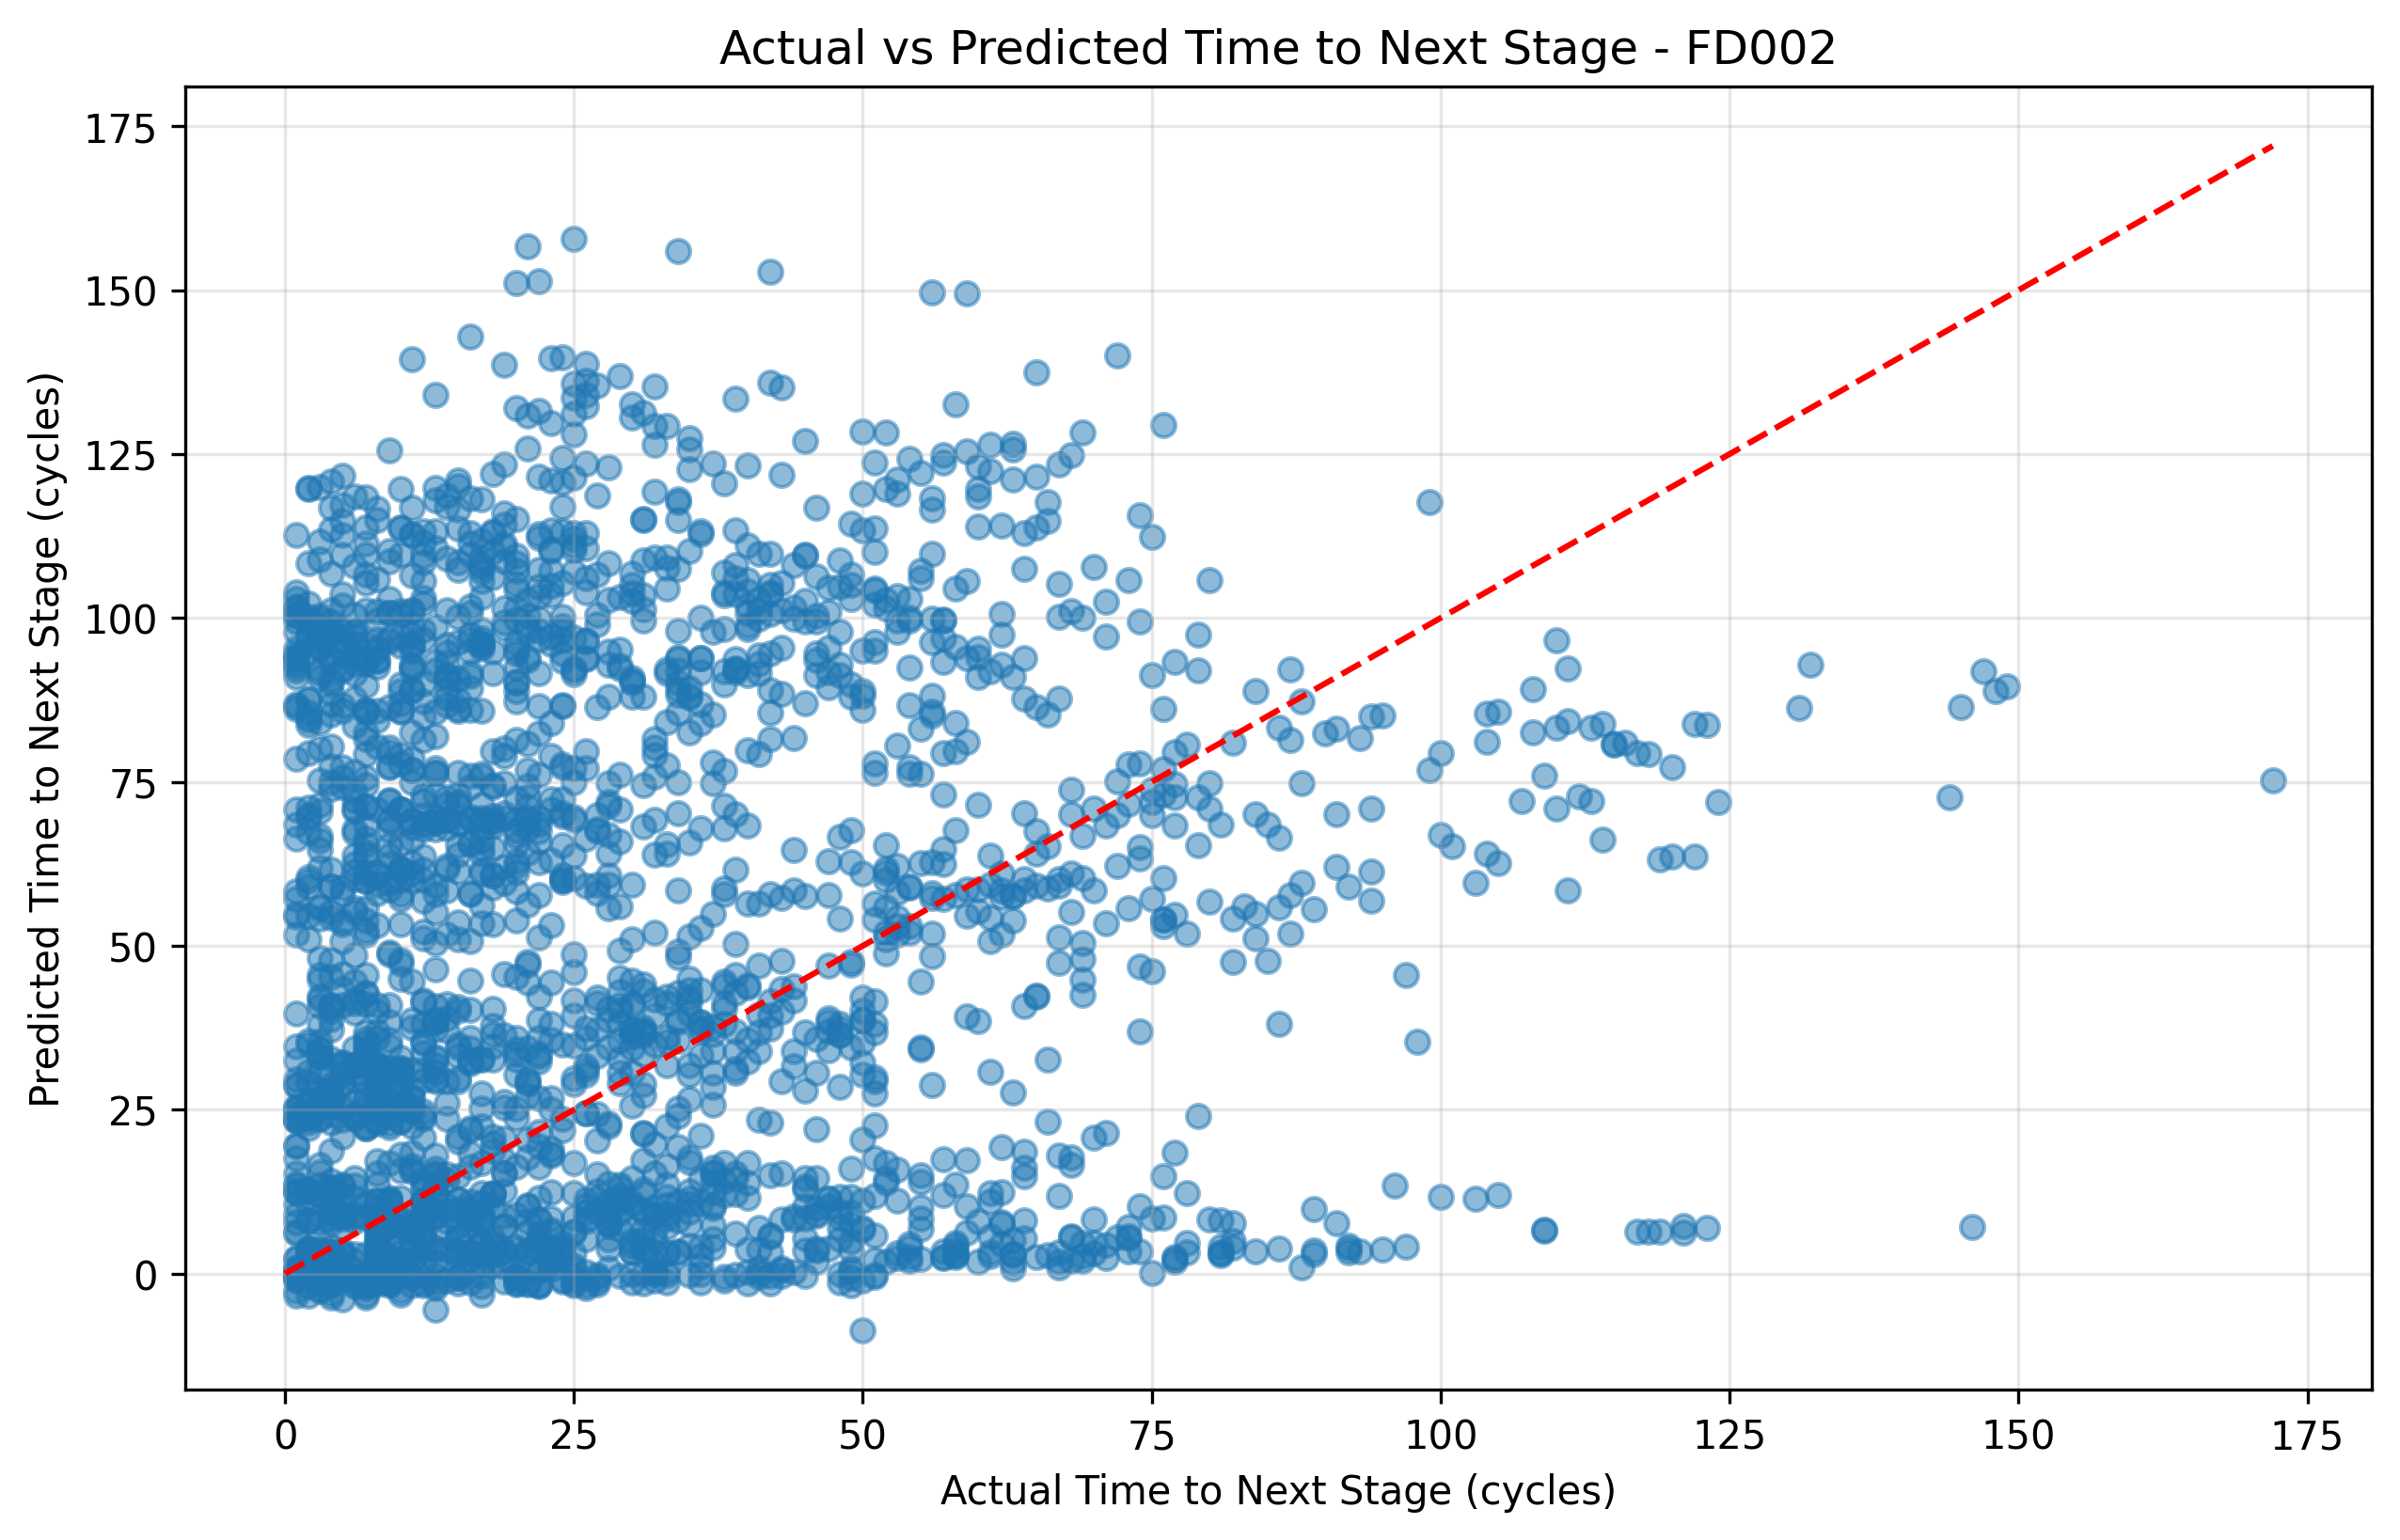 Actual vs Predicted Time to Next Stage - FD002
Predicted Time to Next Stage (cycles)
175
150
125
100
75
50
25
0
0 25 50 75 100 125 150 175
Actual Time to Next Stage (cycles)